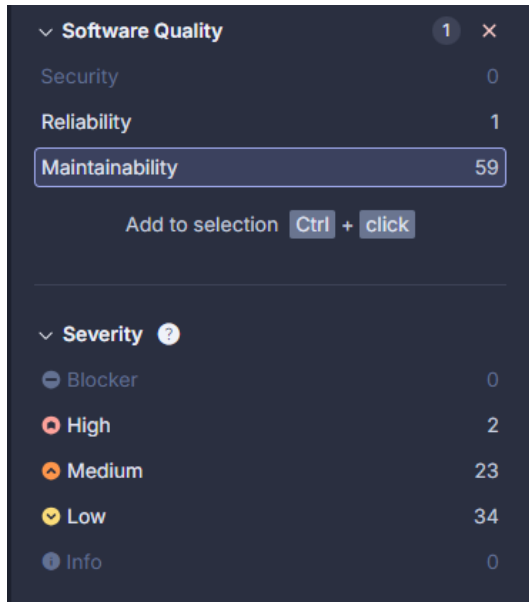 Software Quality 1 ×
Security 0
Reliability 1
Maintainability 59
Add to selection Ctrl + click
Severity ?
Blocker 0
High 2
Medium 23
Low 34
Info 0